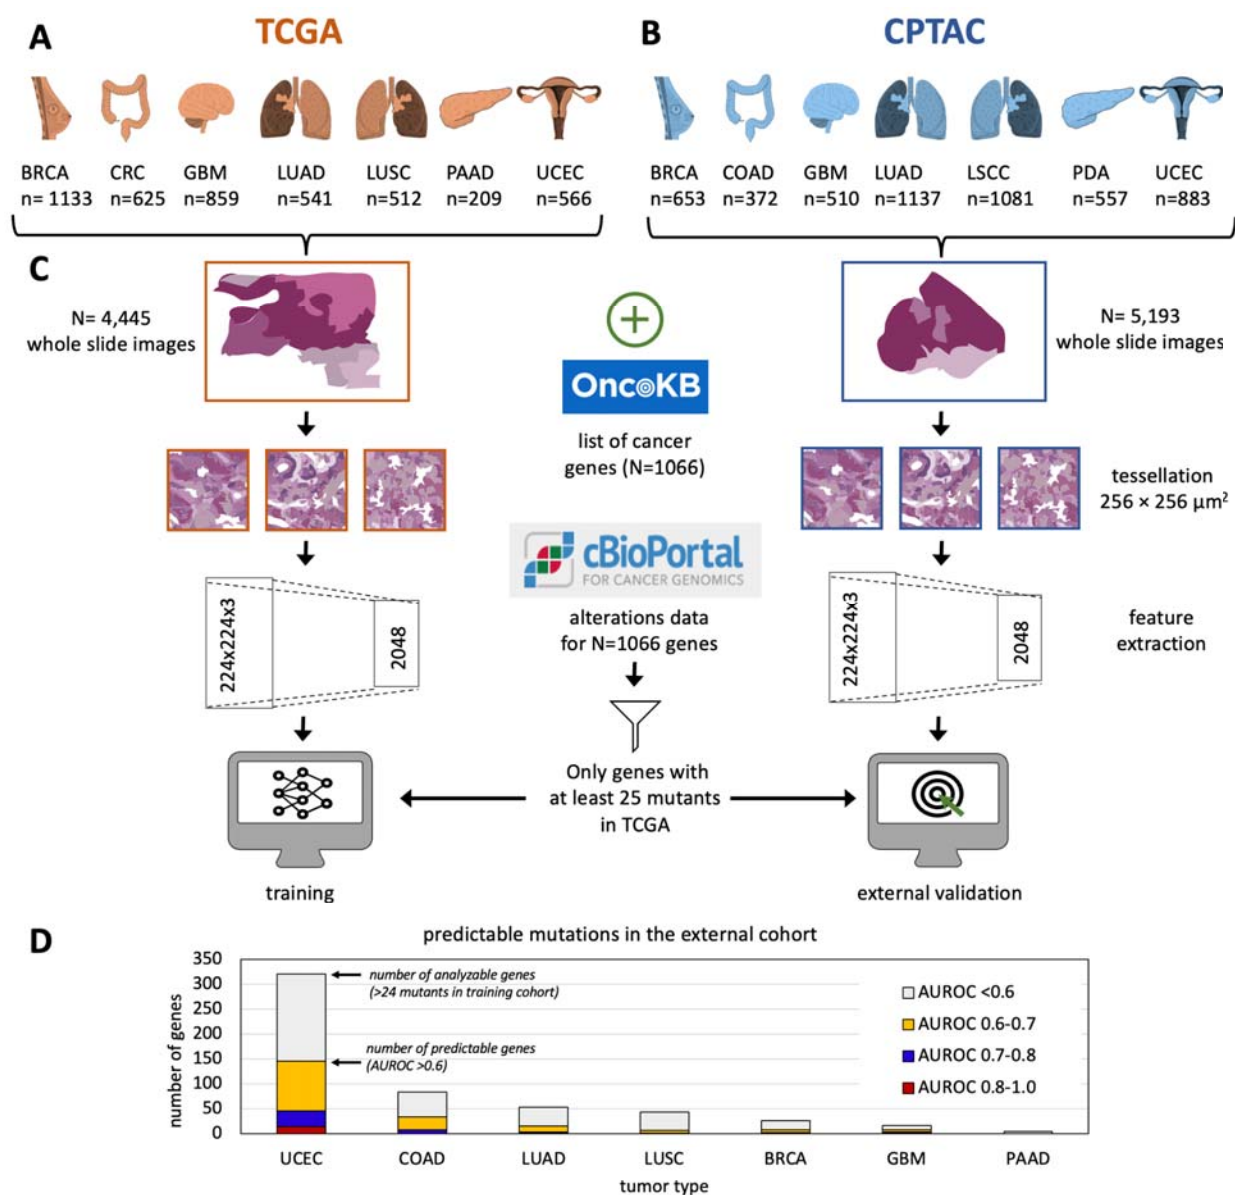 A
TCGA
BRCA
n= 1133
CRC
n=625
GBM
n=859
LUAD
n=541
LUSC
n=512
PAAD
n=209
UCEC
n=566
B
CPTAC
BRCA
n=653
COAD
n=372
GBM
n=510
LUAD
n=1137
LSCC
n=1081
PDA
n=557
UCEC
n=883
C
N= 4,445
whole slide images
OncoKB
list of cancer
genes (N=1066)
N= 5,193
whole slide images
tessellation
256 × 256 µm²
cBioPortal
FOR CANCER GENOMICS
alterations data
for N=1066 genes
224x224x3
2048
224x224x3
2048
feature
extraction
Only genes with
at least 25 mutants
in TCGA
training
external validation
D
predictable mutations in the external cohort
number of genes
350
300
250
200
150
100
50
0
number of analyzable genes
(>24 mutants in training cohort)
number of predictable genes
(AUROC >0.6)
AUROC <0.6
AUROC 0.6-0.7
AUROC 0.7-0.8
AUROC 0.8-1.0
UCEC
COAD
LUAD
LUSC
BRCA
GBM
PAAD
tumor type